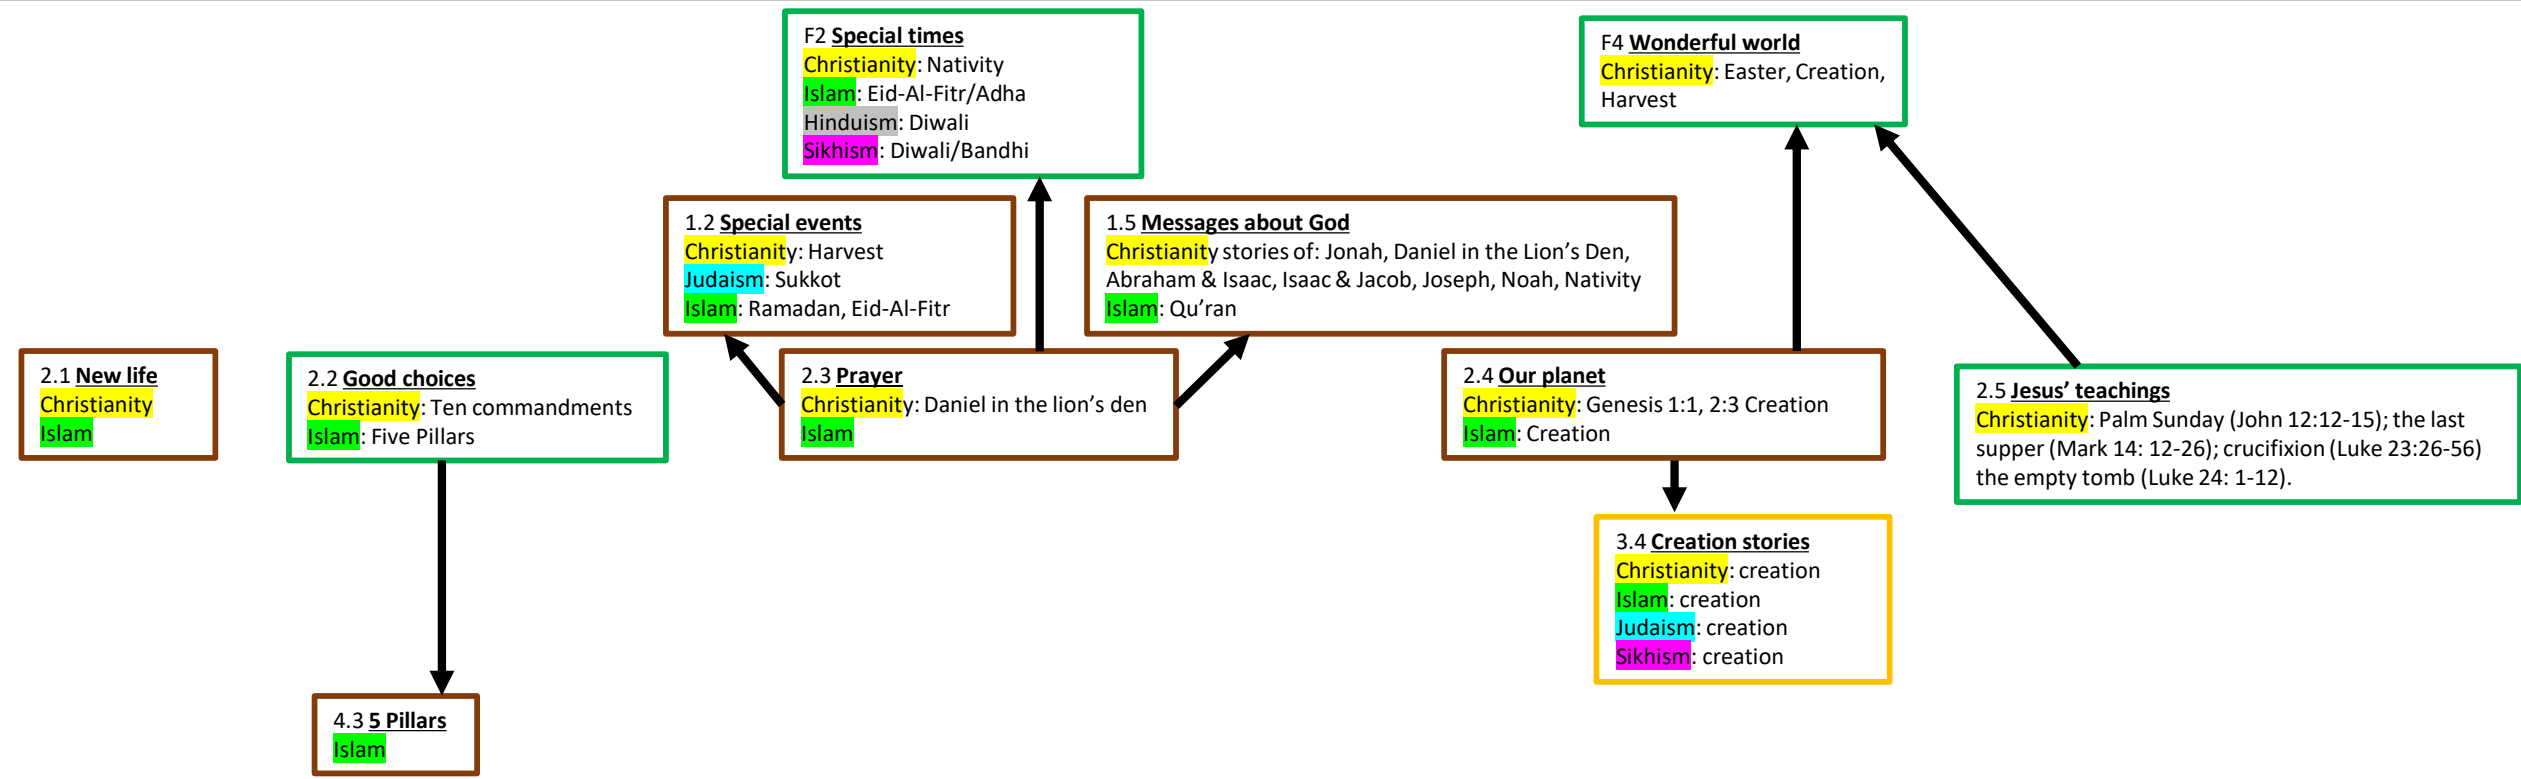 F2 Special times
Christianity: Nativity
Islam: Eid-Al-Fitr/Adha
Hinduism: Diwali
Sikhism: Diwali/Bandhi
F4 Wonderful world
Christianity: Easter, Creation,
Harvest
1.2 Special events
Christianity: Harvest
Judaism: Sukkot
Islam: Ramadan, Eid-Al-Fitr
1.5 Messages about God
Christianity stories of: Jonah, Daniel in the Lion’s Den,
Abraham & Isaac, Isaac & Jacob, Joseph, Noah, Nativity
Islam: Qu’ran
2.1 New life
Christianity
Islam
2.2 Good choices
Christianity: Ten commandments
Islam: Five Pillars
2.3 Prayer
Christianity: Daniel in the lion’s den
Islam
2.4 Our planet
Christianity: Genesis 1:1, 2:3 Creation
Islam: Creation
2.5 Jesus’ teachings
Christianity: Palm Sunday (John 12:12-15); the last
supper (Mark 14: 12-26); crucifixion (Luke 23:26-56)
the empty tomb (Luke 24: 1-12).
3.4 Creation stories
Christianity: creation
Islam: creation
Judaism: creation
Sikhism: creation
4.3 5 Pillars
Islam